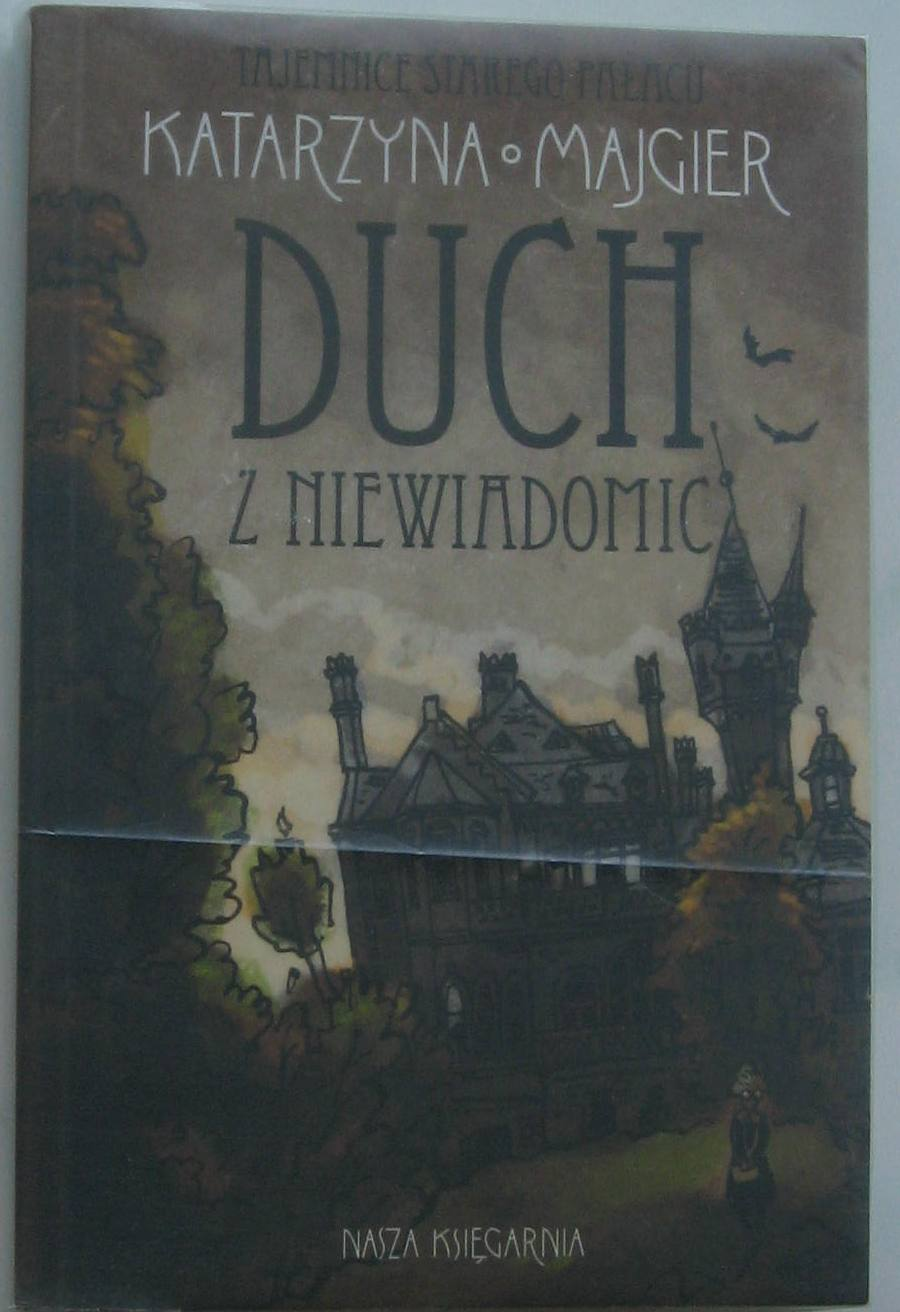 TAJEMNICE STAREGO PAŁACU
KATARZYNA MAJGIER
DUCH
Z NIEWIADOMIC
NASZA KSIĘGARNIA